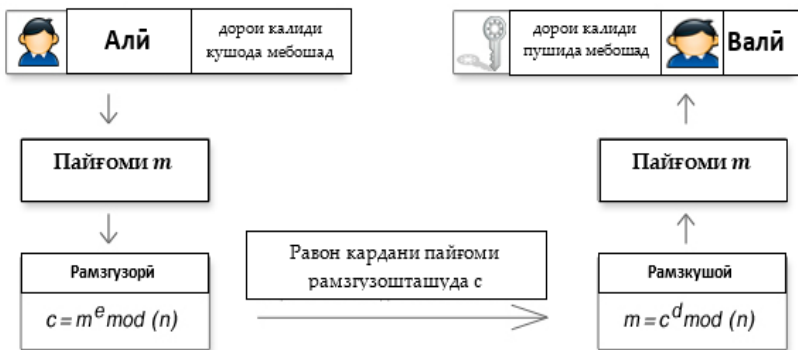 Алӣ
дорои калиди
кушода мебошад
дорои калиди
пушида мебошад
Валӣ
Пайғоми m
Пайғоми m
Рамзгузорӣ
c = m^e mod (n)
Равон кардани пайғоми
рамзгузошташуда c
Рамзкушоӣ
m = c^d mod (n)